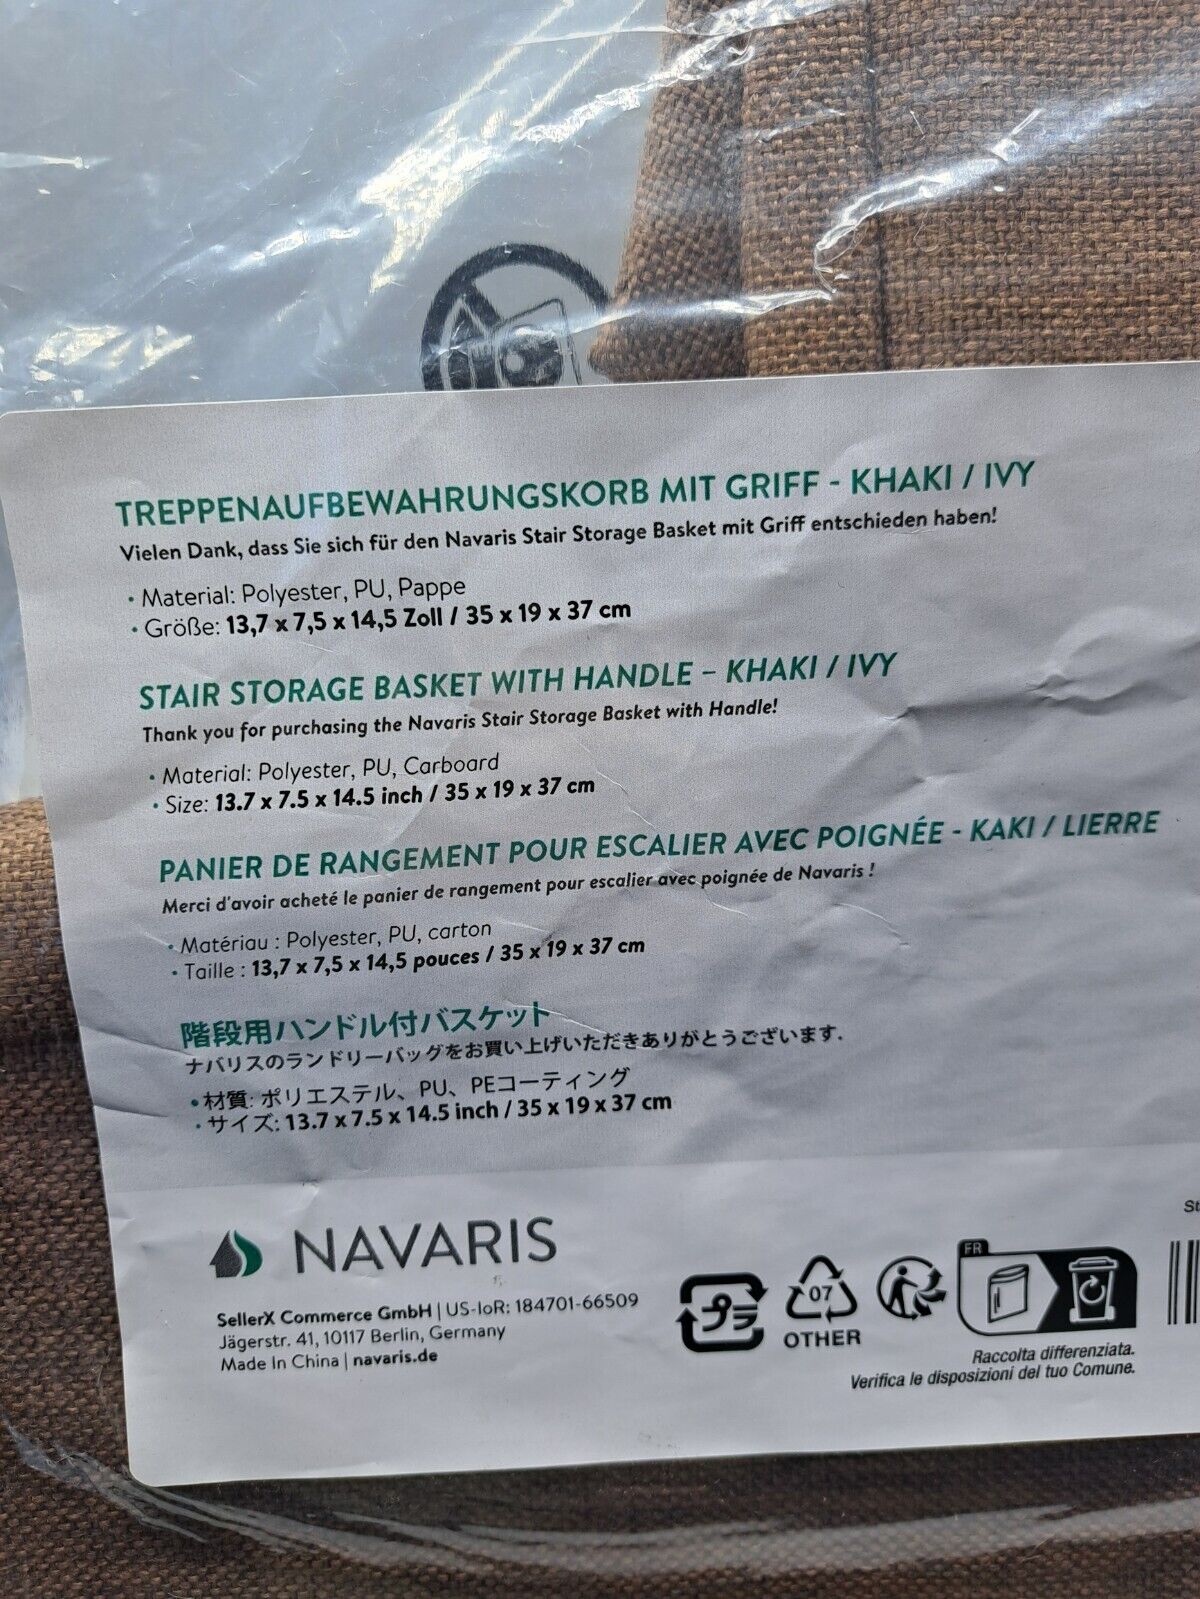 TREPPENAUFBEWAHRUNGSKORB MIT GRIFF - KHAKI / IVY
Vielen Dank, dass Sie sich für den Navaris Stair Storage Basket mit Griff entschieden haben!
• Material: Polyester, PU, Pappe
• Größe: 13,7 x 7,5 x 14,5 Zoll / 35 x 19 x 37 cm
STAIR STORAGE BASKET WITH HANDLE – KHAKI / IVY
Thank you for purchasing the Navaris Stair Storage Basket with Handle!
• Material: Polyester, PU, Carboard
• Size: 13.7 x 7.5 x 14.5 inch / 35 x 19 x 37 cm
PANIER DE RANGEMENT POUR ESCALIER AVEC POIGNÉE - KAKI / LIERRE
Merci d'avoir acheté le panier de rangement pour escalier avec poignée de Navaris !
• Matériau : Polyester, PU, carton
• Taille : 13,7 x 7,5 x 14,5 pouces / 35 x 19 x 37 cm
階段用ハンドル付バスケット
ナバリスのランドリーバッグをお買い上げいただきありがとうございます.
• 材質: ポリエステル、PU、PEコーティング
• サイズ: 13.7 x 7.5 x 14.5 inch / 35 x 19 x 37 cm
NAVARIS
SellerX Commerce GmbH | US-IoR: 184701-66509
Jägerstr. 41, 10117 Berlin, Germany
Made In China | navaris.de
プラ
07
OTHER
FR
Raccolta differenziata.
Verifica le disposizioni del tuo Comune.